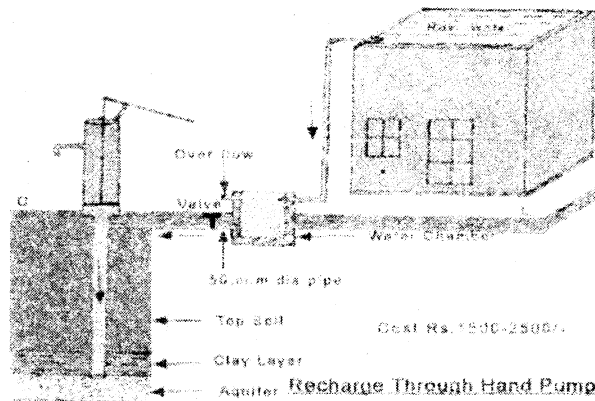 Over flow
Valve
Water Chamber
50 m.m dia pipe
Top Soil
Cost Rs.1500-2500/-
Clay Layer
Aquifer
Recharge Through Hand Pump